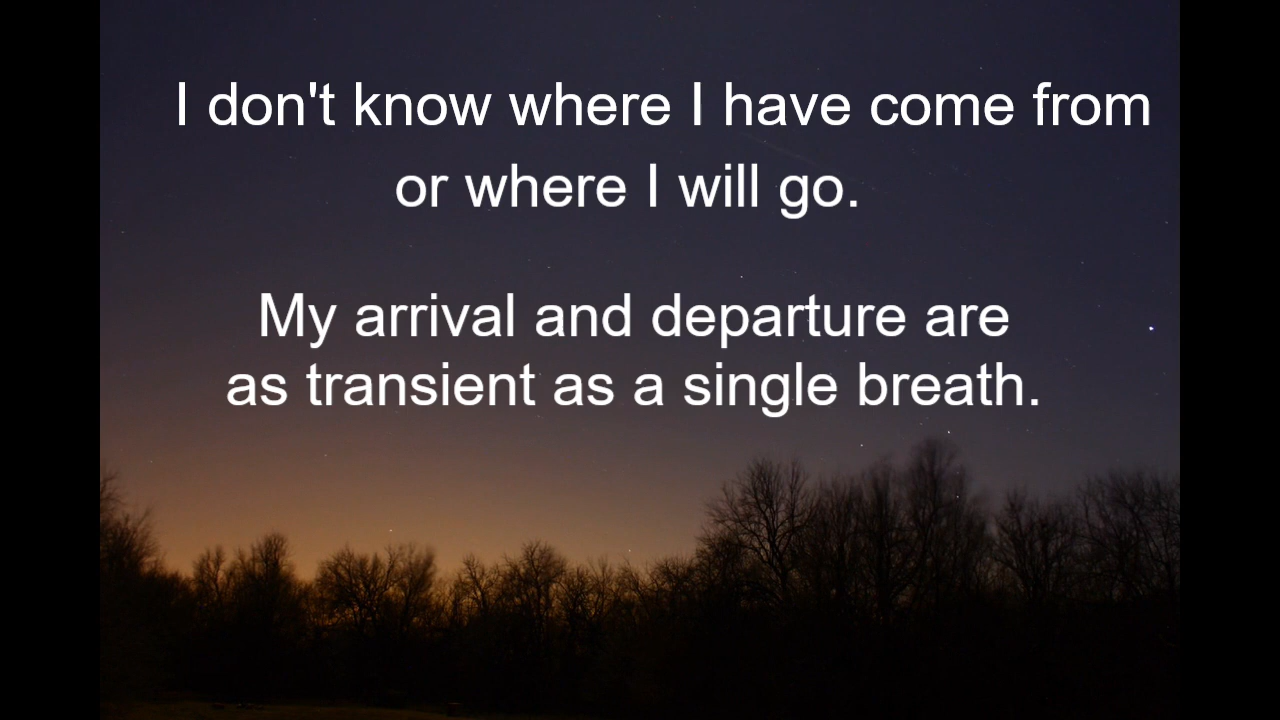 I don't know where I have come from
or where I will go.
My arrival and departure are
as transient as a single breath.